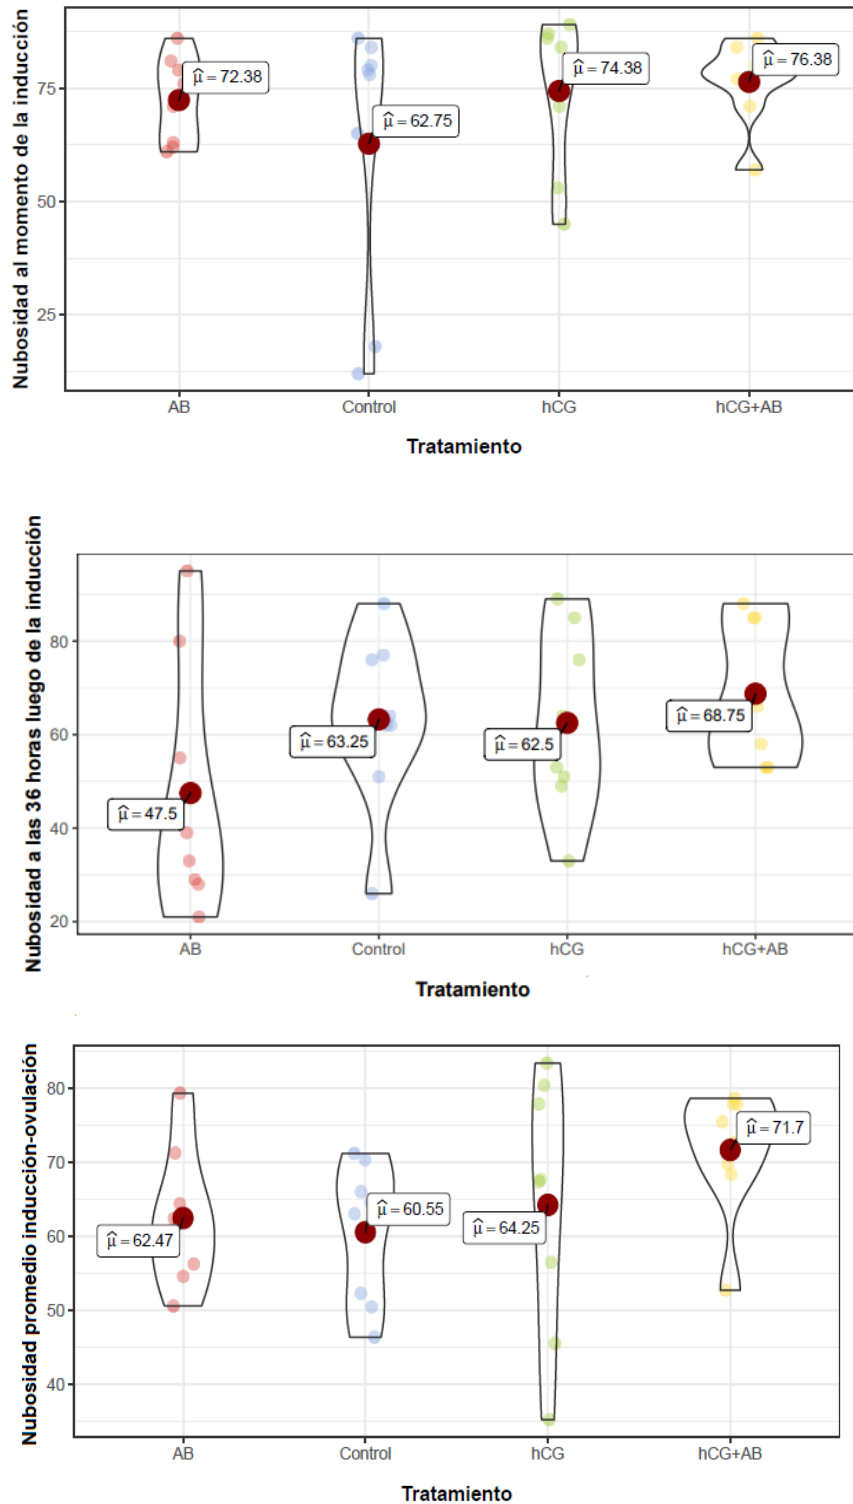 Nubosidad al momento de la inducción
75
50
25
μ̂ = 72.38
μ̂ = 62.75
μ̂ = 74.38
μ̂ = 76.38
AB Control hCG hCG+AB
Tratamiento
Nubosidad a las 36 horas luego de la inducción
80
60
40
20
μ̂ = 47.5
μ̂ = 63.25
μ̂ = 62.5
μ̂ = 68.75
AB Control hCG hCG+AB
Tratamiento
Nubosidad promedio inducción-ovulación
80
70
60
50
40
μ̂ = 62.47
μ̂ = 60.55
μ̂ = 64.25
μ̂ = 71.7
AB Control hCG hCG+AB
Tratamiento